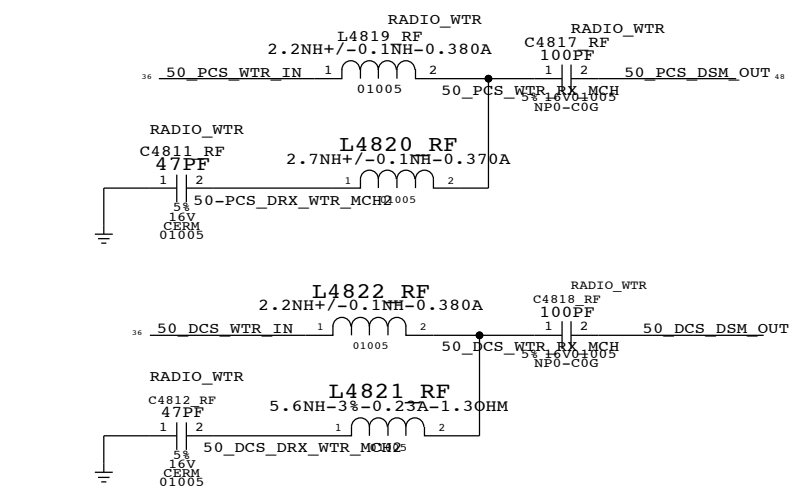 RADIO_WTR
L4819_RF
2.2NH+/-0.1NH-0.380A
RADIO_WTR
C4817_RF
100PF
36 50_PCS_WTR_IN 1 2
01005
1 2 50_PCS_DSM_OUT 48
50_PCS_WTR_RX_MCH
5% 16V 01005
NP0-C0G
RADIO_WTR
C4811_RF
47PF
1 2
L4820_RF
2.7NH+/-0.1NH-0.370A
1 2
50-PCS_DRX_WTR_MCH2
01005
5%
16V
CERM
01005
L4822_RF
2.2NH+/-0.1NH-0.380A
RADIO_WTR
C4818_RF
100PF
36 50_DCS_WTR_IN 1 2
01005
1 2 50_DCS_DSM_OUT
50_DCS_WTR_RX_MCH
5% 16V 01005
NP0-C0G
RADIO_WTR
C4812_RF
47PF
1 2
L4821_RF
5.6NH-3%-0.23A-1.3OHM
1 2
50_DCS_DRX_WTR_MCH2
01005
5%
16V
CERM
01005